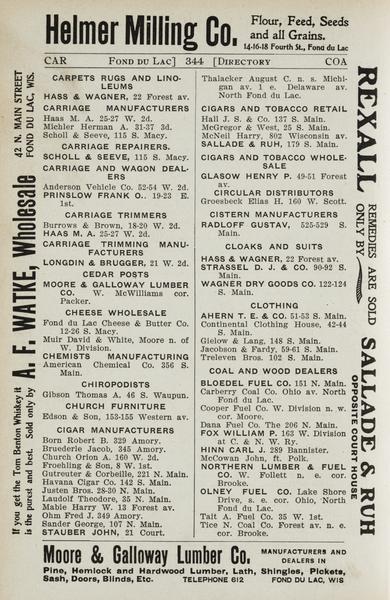 Helmer Milling Co.
Flour, Feed, Seeds
and all Grains.
14-16-18 Fourth St., Fond du Lac
CAR FOND DU LAC] 344 [DIRECTORY COA
If you get the Tom Benton Whiskey it
is the purest and best. Sold only by
A. F. WATKE, Wholesale
42 N. MAIN STREET
FOND DU LAC, WIS.
CARPETS RUGS AND LINO-
LEUMS
HASS & WAGNER, 22 Forest av.
CARRIAGE MANUFACTURERS
Haas M. A. 25-27 W. 2d.
Michler Herman A. 31-37 3d.
Scholl & Seeve, 115 S. Macy.
CARRIAGE REPAIRERS.
SCHOLL & SEEVE, 115 S. Macy.
CARRIAGE AND WAGON DEAL-
ERS
Anderson Vehicle Co. 52-54 W. 2d.
PRINSLOW FRANK O., 19-23 E.
1st.
CARRIAGE TRIMMERS
Burrows & Brown, 18-20 W. 2d.
HAAS M. A. 25-27 W. 2d.
CARRIAGE TRIMMING MANU-
FACTURERS
LONGDIN & BRUGGER, 21 W. 2d.
CEDAR POSTS
MOORE & GALLOWAY LUMBER
CO. W. McWilliams cor.
Packer.
CHEESE WHOLESALE
Fond du Lac Cheese & Butter Co.
12-26 S. Macy.
Muir David & White, Moore n. of
W. Division.
CHEMISTS MANUFACTURING
American Chemical Co. 356 S.
Main.
CHIROPODISTS
Gibson Thomas A. 46 S. Waupun.
CHURCH FURNITURE
Edson & Son, 153-155 Western av.
CIGAR MANUFACTURERS
Born Robert B. 329 Amory.
Bruederle Jacob, 345 Amory.
Church Orion A. 160 W. 2d.
Froehling & Son, 8 W. 1st.
Gutreuter & Corbeille, 221 N. Main.
Havana Cigar Co. 142 S. Main.
Justen Bros. 28-30 N. Main.
Laudolf Theodore, 35 N. Main.
Mable Harry W. 13 Forest av.
Ohm Fred J. 349 Amory.
Sander George, 107 N. Main.
STAUBER JOHN, 21 Court.
Thalacker August C. n. s. Michi-
gan av. 1 e. Delaware av.
North Fond du Lac.
CIGARS AND TOBACCO RETAIL
Hall J. S. & Co. 137 S. Main.
McGregor & West, 25 S. Main.
McNeil Harry, 802 Wisconsin av.
SALLADE & RUH, 179 S. Main.
CIGARS AND TOBACCO WHOLE-
SALE
GLASOW HENRY P. 49-51 Forest
av.
CIRCULAR DISTRIBUTORS
Groesbeck Elias H. 160 W. Scott.
CISTERN MANUFACTURERS
RADLOFF GUSTAV, 525-529 S.
Main.
CLOAKS AND SUITS
HASS & WAGNER, 22 Forest av.
STRASSEL D. J. & CO. 90-92 S.
Main.
WAGNER DRY GOODS CO. 122-124
S. Main.
CLOTHING
AHERN T. E. & CO. 51-53 S. Main.
Continental Clothing House, 42-44
S. Main.
Gielow & Lang, 148 S. Main.
Jacobson & Fardy, 59-61 S. Main.
Treleven Bros. 102 S. Main.
COAL AND WOOD DEALERS
BLOEDEL FUEL CO. 151 N. Main.
Carberry Coal Co. Ohio av. North
Fond du Lac.
Cooper Fuel Co. W. Division n. w.
cor. Moore.
Dana Fuel Co. The 206 N. Main.
FOX WILLIAM P. 163 W. Division
at C. & N. W. Ry.
HINN CARL J. 289 Bannister.
McCowan John, ft. Polk.
NORTHERN LUMBER & FUEL
CO. W. Follett n. e. cor.
Brooke.
OLNEY FUEL CO. Lake Shore
Drive, s. e. cor. Ohio, North
Fond du Lac.
Tait A. Fuel Co. 35 W. 1st.
Tice N. Coal Co. Forest av. n. e.
cor. Brooke.
REXALL
REMEDIES ARE SOLD
ONLY BY
SALLADE & RUH
OPPOSITE COURT HOUSE
Moore & Galloway Lumber Co.
MANUFACTURERS AND
DEALERS IN
Pine, Hemlock and Hardwood Lumber, Lath, Shingles, Pickets,
Sash, Doors, Blinds, Etc. TELEPHONE 612 FOND DU LAC, WIS